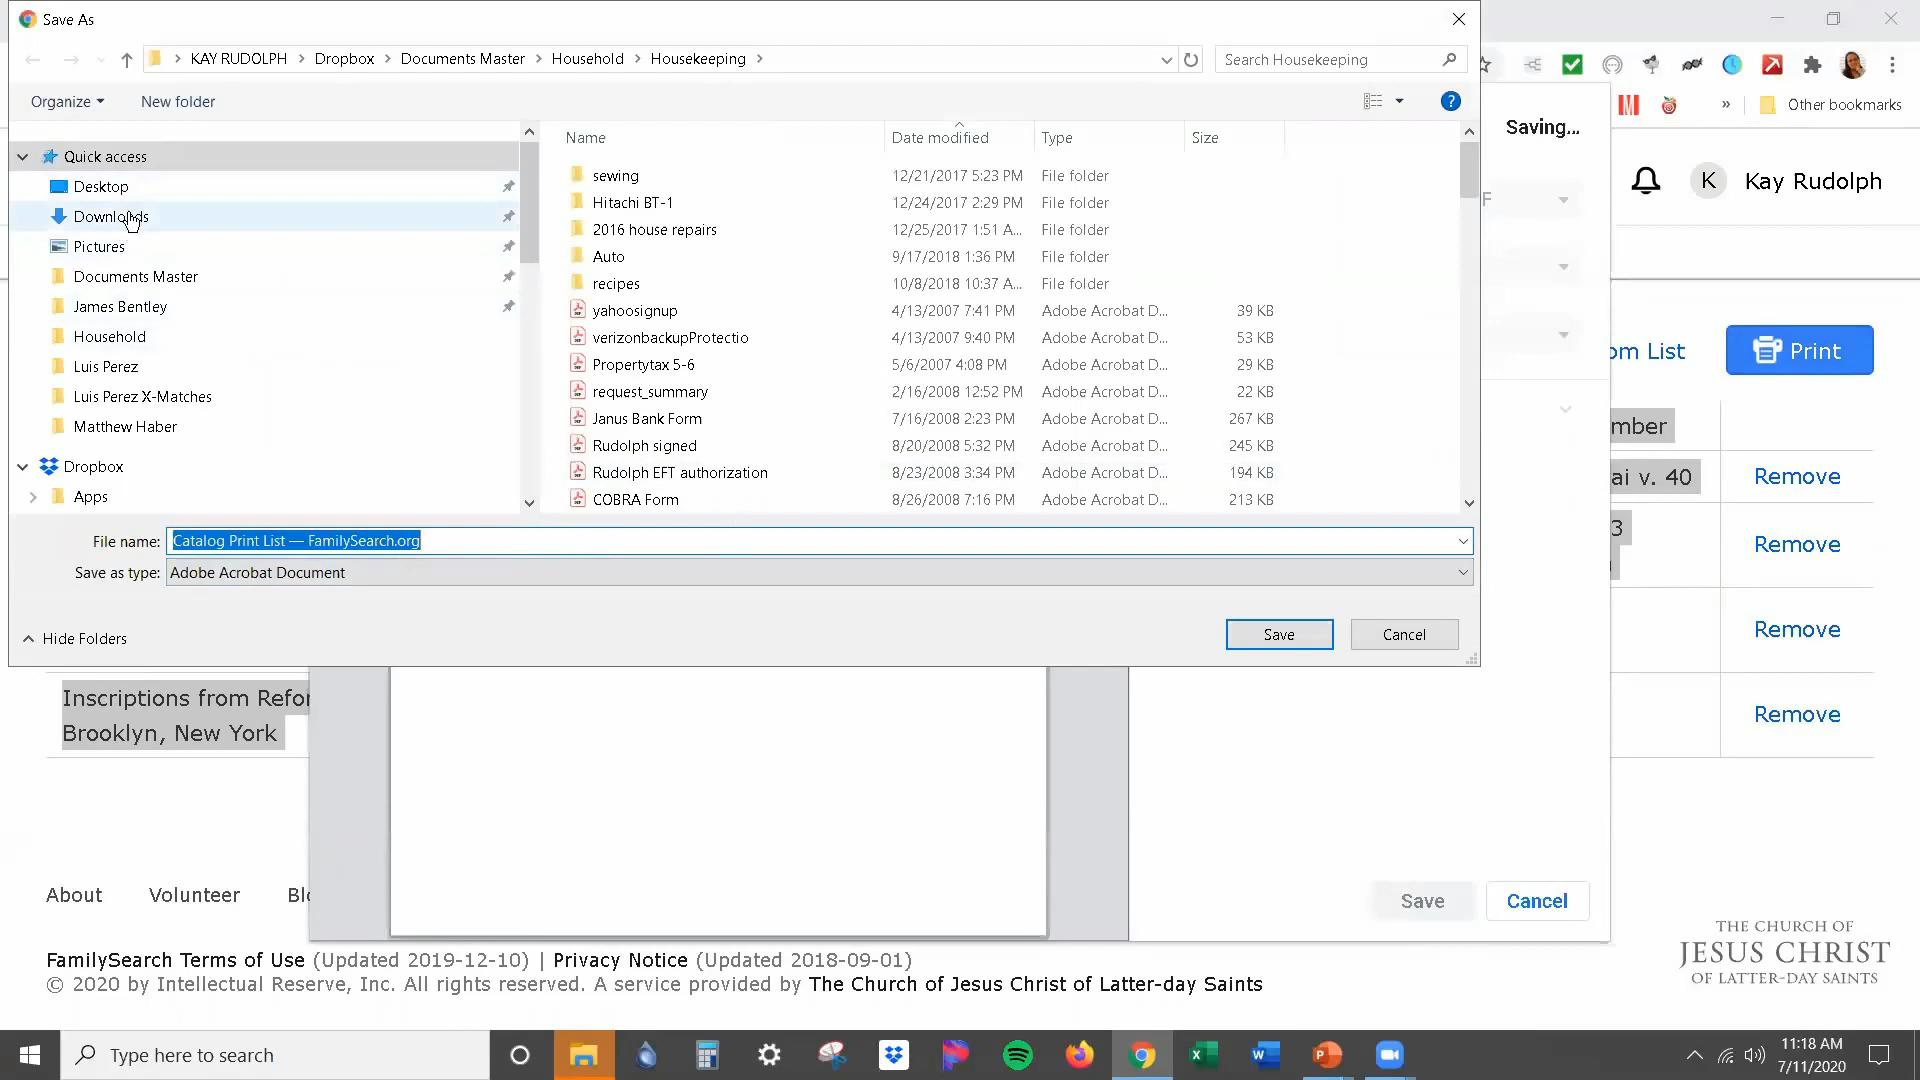 Save As
KAY RUDOLPH > Dropbox > Documents Master > Household > Housekeeping >
Search Housekeeping
Organize
New folder
Other bookmarks
Saving...
K
Kay Rudolph
F
Quick access
Desktop
Downloads
Pictures
Documents Master
James Bentley
Household
Luis Perez
Luis Perez X-Matches
Matthew Haber
Dropbox
Apps
Name Date modified Type Size
sewing 12/21/2017 5:23 PM File folder
Hitachi BT-1 12/24/2017 2:29 PM File folder
2016 house repairs 12/25/2017 1:51 A... File folder
Auto 9/17/2018 1:36 PM File folder
recipes 10/8/2018 10:37 A... File folder
yahoosignup 4/13/2007 7:41 PM Adobe Acrobat D... 39 KB
verizonbackupProtectio 4/13/2007 9:40 PM Adobe Acrobat D... 53 KB
Propertytax 5-6 5/6/2007 4:08 PM Adobe Acrobat D... 29 KB
request_summary 2/16/2008 12:52 PM Adobe Acrobat D... 22 KB
Janus Bank Form 7/16/2008 2:23 PM Adobe Acrobat D... 267 KB
Rudolph signed 8/20/2008 5:32 PM Adobe Acrobat D... 245 KB
Rudolph EFT authorization 8/23/2008 3:34 PM Adobe Acrobat D... 194 KB
COBRA Form 8/26/2008 7:16 PM Adobe Acrobat D... 213 KB
om List
Print
mber
ai v. 40 Remove
3
Remove
Remove
Remove
File name: Catalog Print List — FamilySearch.org
Save as type: Adobe Acrobat Document
Hide Folders
Save
Cancel
Inscriptions from Refor
Brooklyn, New York
Save
Cancel
About Volunteer Blo
FamilySearch Terms of Use (Updated 2019-12-10) | Privacy Notice (Updated 2018-09-01)
© 2020 by Intellectual Reserve, Inc. All rights reserved. A service provided by The Church of Jesus Christ of Latter-day Saints
THE CHURCH OF
JESUS CHRIST
OF LATTER-DAY SAINTS
Type here to search
11:18 AM
7/11/2020